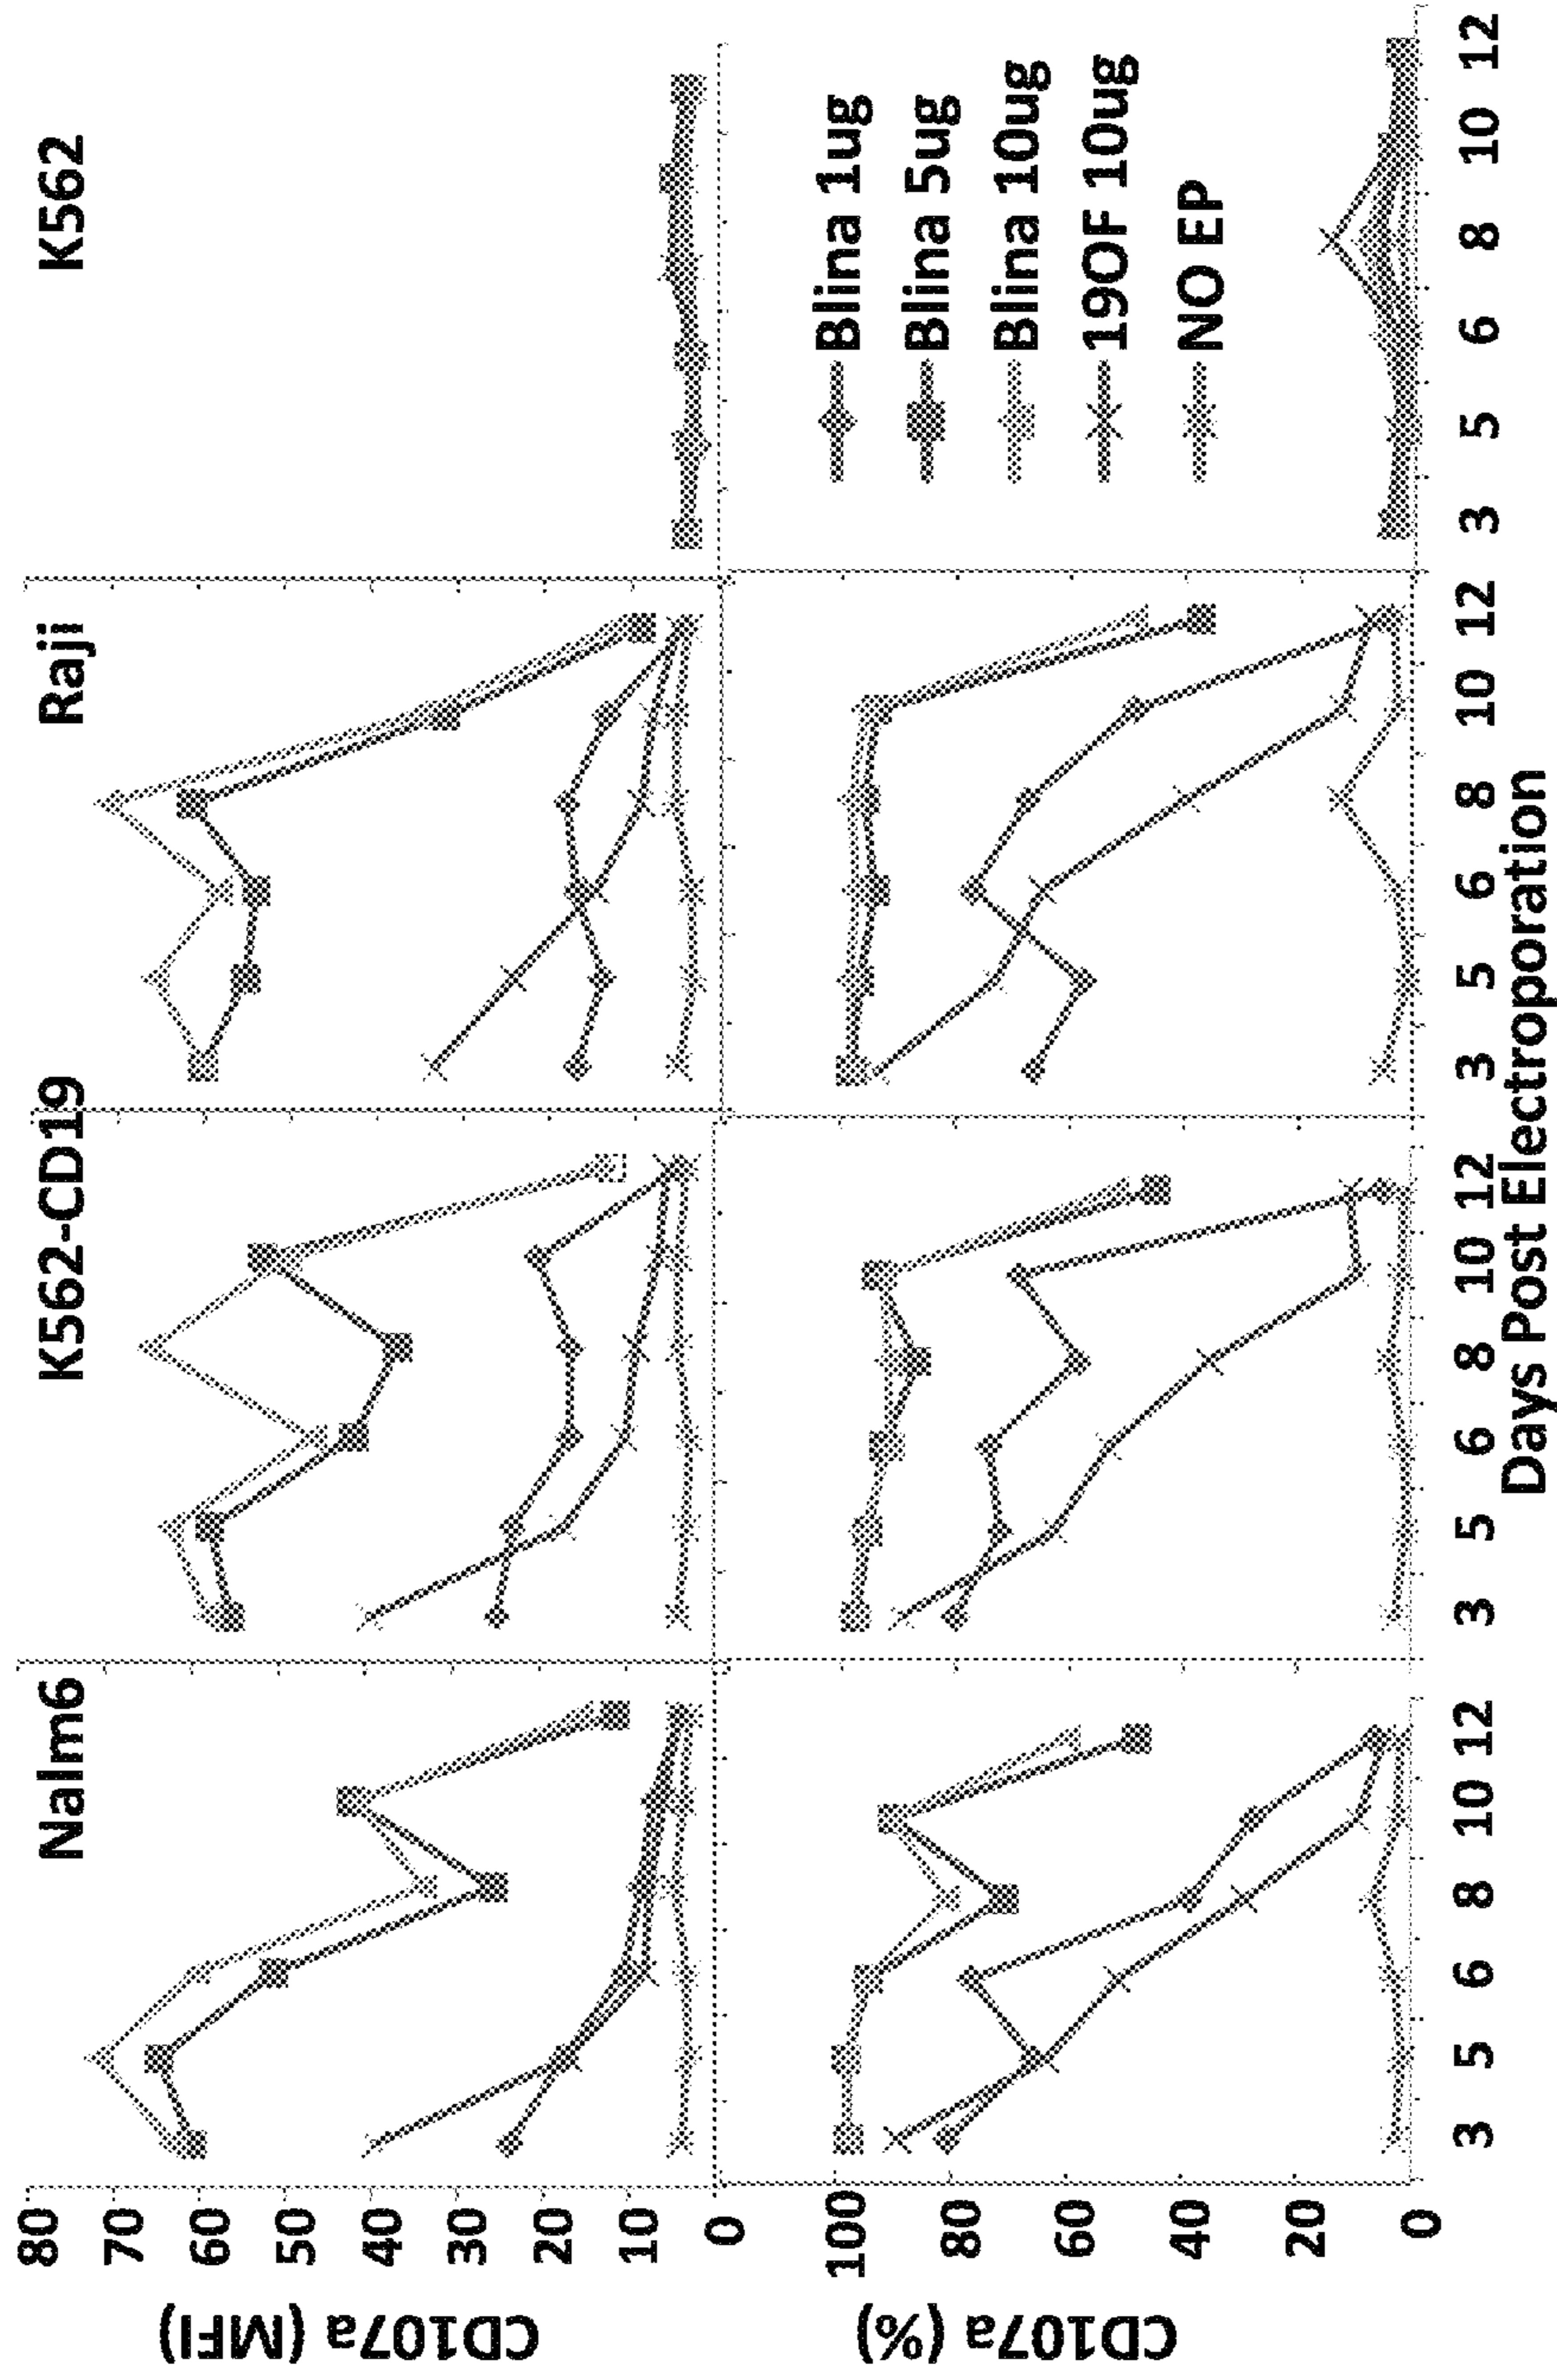 Nalm6 K562-CD19 Raji K562
CD107a (MFI)
80
70
60
50
40
30
20
10
0
CD107a (%)
100
80
60
40
20
0
Blina 1ug
Blina 5ug
Blina 10ug
19OF 10ug
NO EP
3 5 6 8 10 12 3 5 6 8 10 12 3 5 6 8 10 12 3 5 6 8 10 12
Days Post Electroporation